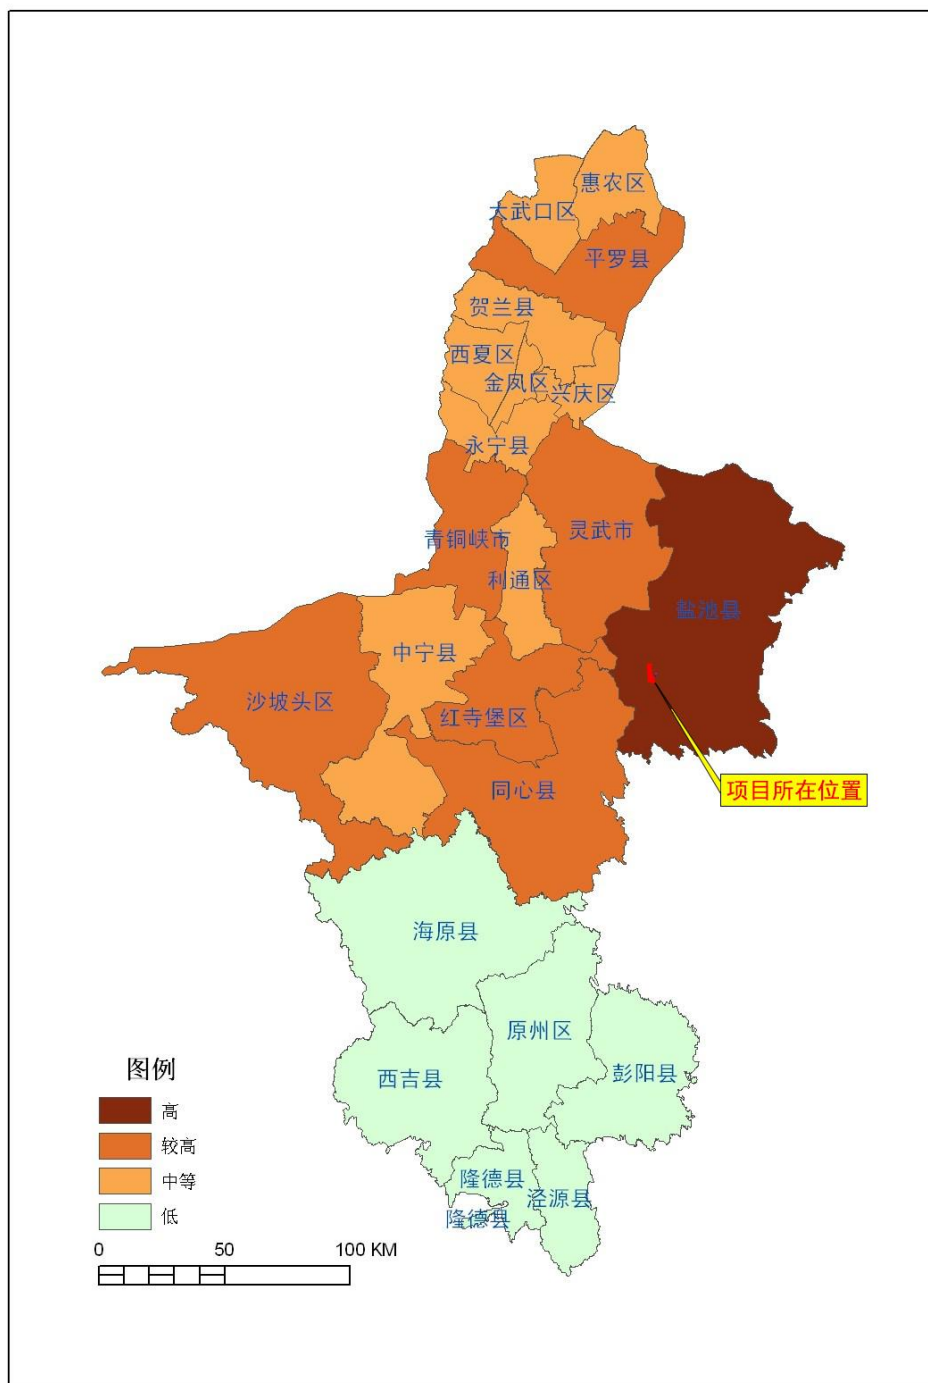 惠农区
大武口区
平罗县
贺兰县
西夏区
金凤区
兴庆区
永宁县
青铜峡市
灵武市
利通区
盐池县
中宁县
沙坡头区
红寺堡区
同心县
项目所在位置
海原县
原州区
西吉县
彭阳县
隆德县
泾源县
隆德县
图例
高
较高
中等
低
0 50 100 KM